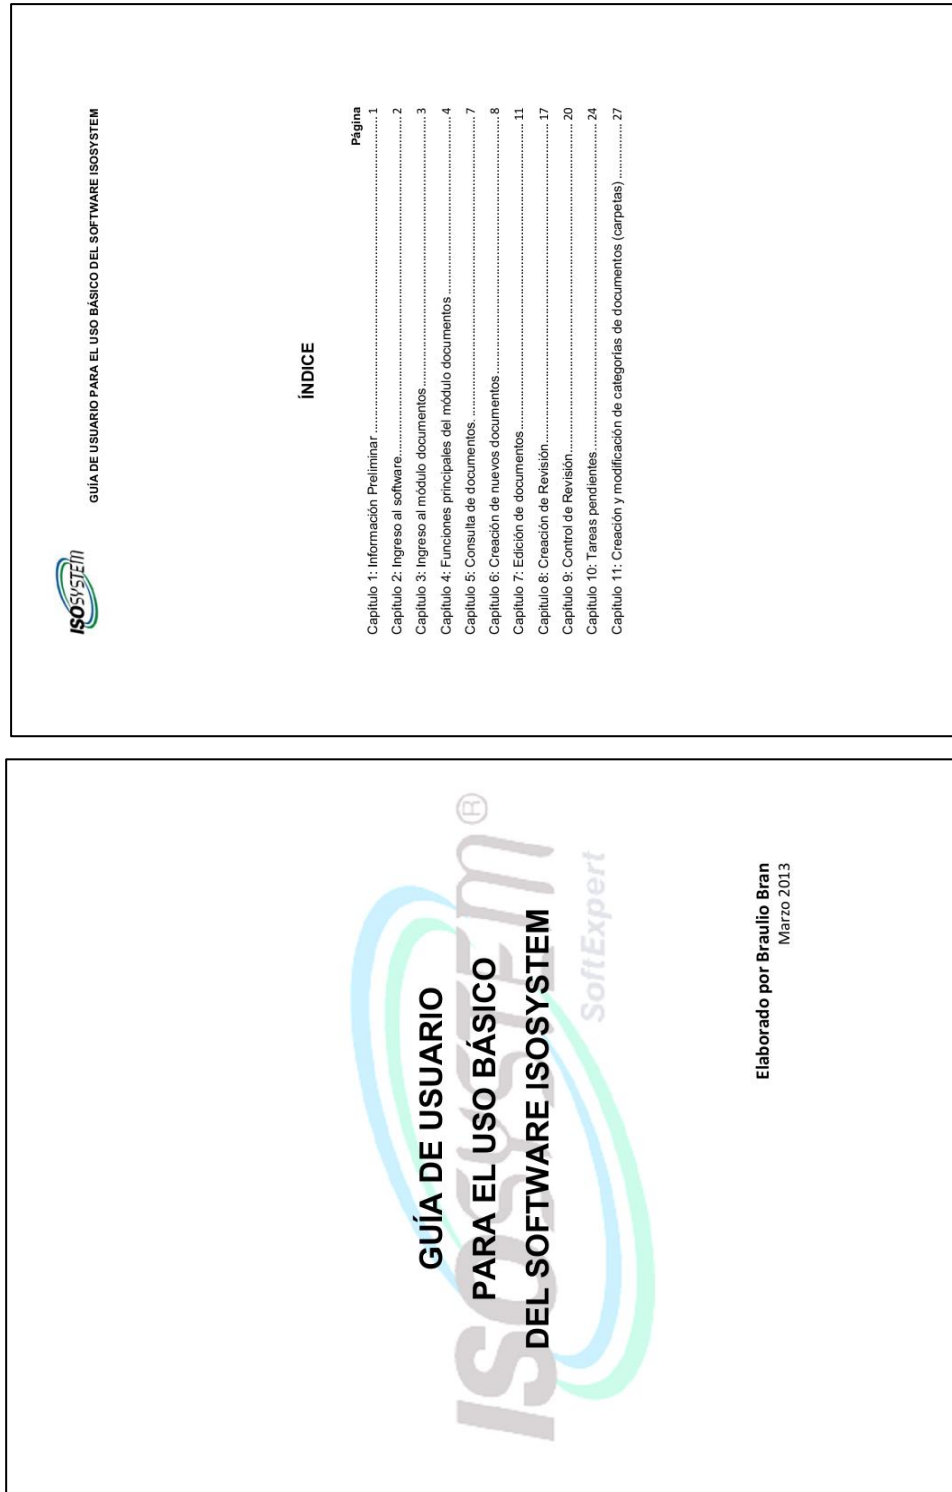 ISOSYSTEM®
SoftExpert
GUÍA DE USUARIO
PARA EL USO BÁSICO
DEL SOFTWARE ISOSYSTEM
Elaborado por Braulio Bran
Marzo 2013
ISOSYSTEM
GUÍA DE USUARIO PARA EL USO BÁSICO DEL SOFTWARE ISOSYSTEM
ÍNDICE
Página
Capítulo 1: Información Preliminar ........ 1
Capítulo 2: Ingreso al software ........ 2
Capítulo 3: Ingreso al módulo documentos ........ 3
Capítulo 4: Funciones principales del módulo documentos ........ 4
Capítulo 5: Consulta de documentos. ........ 7
Capítulo 6: Creación de nuevos documentos ........ 8
Capítulo 7: Edición de documentos ........ 11
Capítulo 8: Creación de Revisión ........ 17
Capítulo 9: Control de Revisión ........ 20
Capítulo 10: Tareas pendientes ........ 24
Capítulo 11: Creación y modificación de categorías de documentos (carpetas) ........ 27